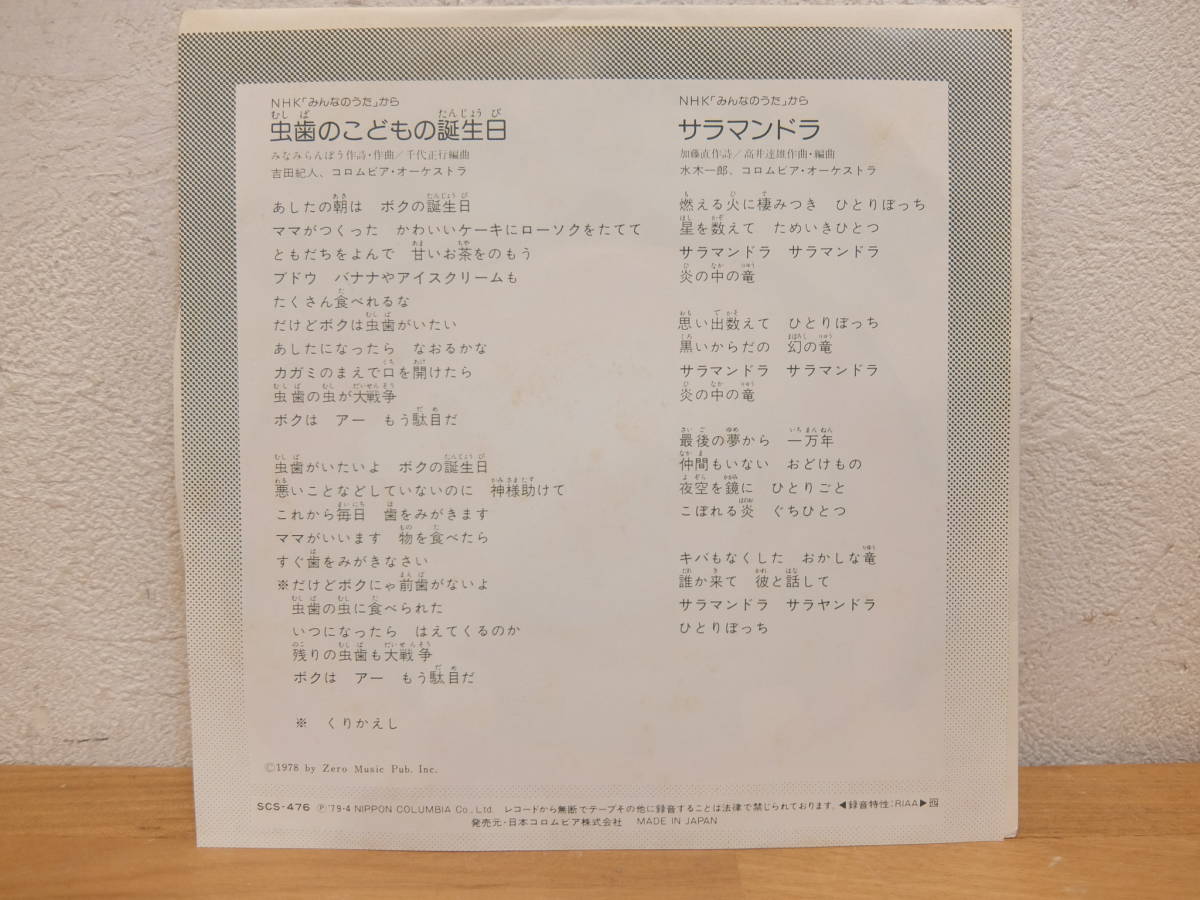 NHK「みんなのうた」から
虫歯のこどもの誕生日
みなみらんぼう作詩・作曲/千代正行編曲
吉田紀人、コロムビア・オーケストラ
あしたの朝は ボクの誕生日
ママがつくった かわいいケーキにローソクをたてて
ともだちをよんで 甘いお茶をのもう
ブドウ バナナやアイスクリームも
たくさん食べれるな
だけどボクは虫歯がいたい
あしたになったら なおるかな
カガミのまえで口を開けたら
虫歯の虫が大戦争
ボクは アー もう駄目だ
虫歯がいたいよ ボクの誕生日
悪いことなどしていないのに 神様助けて
これから毎日 歯をみがきます
ママがいいます 物を食べたら
すぐ歯をみがきなさい
※だけどボクにゃ前歯がないよ
虫歯の虫に食べられた
いつになったら はえてくるのか
残りの虫歯も大戦争
ボクは アー もう駄目だ
※ くりかえし
©1978 by Zero Music Pub. Inc.
NHK「みんなのうた」から
サラマンドラ
加藤直作詩/高井達雄作曲・編曲
水木一郎、コロムビア・オーケストラ
燃える火に棲みつき ひとりぼっち
星を数えて ためいきひとつ
サラマンドラ サラマンドラ
炎の中の竜
思い出数えて ひとりぼっち
黒いからだの 幻の竜
サラマンドラ サラマンドラ
炎の中の竜
最後の夢から 一万年
仲間もいない おどけもの
夜空を鏡に ひとりごと
こぼれる炎 ぐちひとつ
キバもなくした おかしな竜
誰か来て 彼と話して
サラマンドラ サラヤンドラ
ひとりぼっち
SCS-476 Ⓟ'79・4 NIPPON COLUMBIA Co., Ltd. レコードから無断でテープその他に録音することは法律で禁じられております。◀録音特性:RIAA▶四
発売元・日本コロムビア株式会社 MADE IN JAPAN